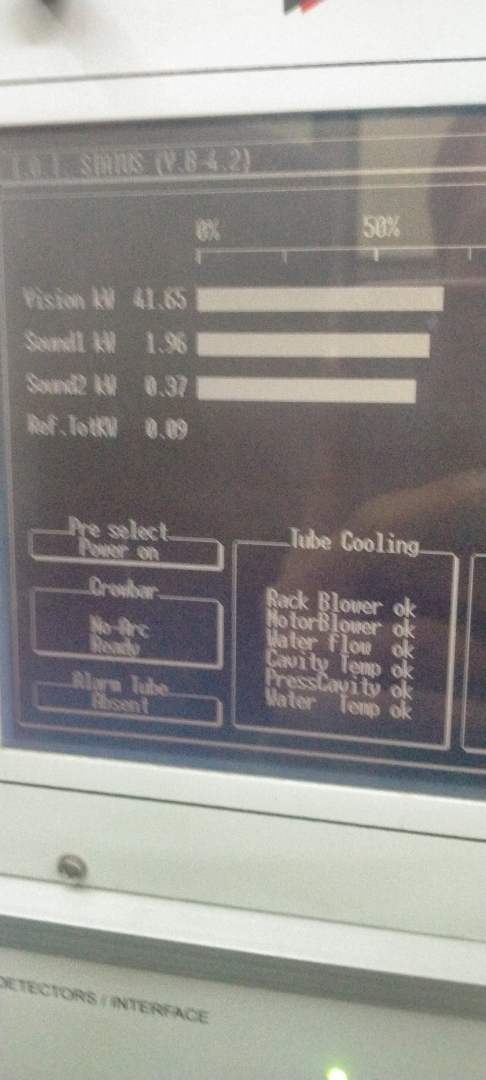 1.0.1 STATUS (V.8-4.2)
0% 50%
Vision kW 41.65
Sound1 kW 1.96
Sound2 kW 0.37
Ref.TotKW 0.09
Pre select
Power on
Crowbar
No-Arc
Ready
Alarm Tube
Absent
Tube Cooling
Rack Blower ok
MotorBlower ok
Water flow ok
Cavity Temp ok
PressCavity ok
Water Temp ok
DETECTORS / INTERFACE